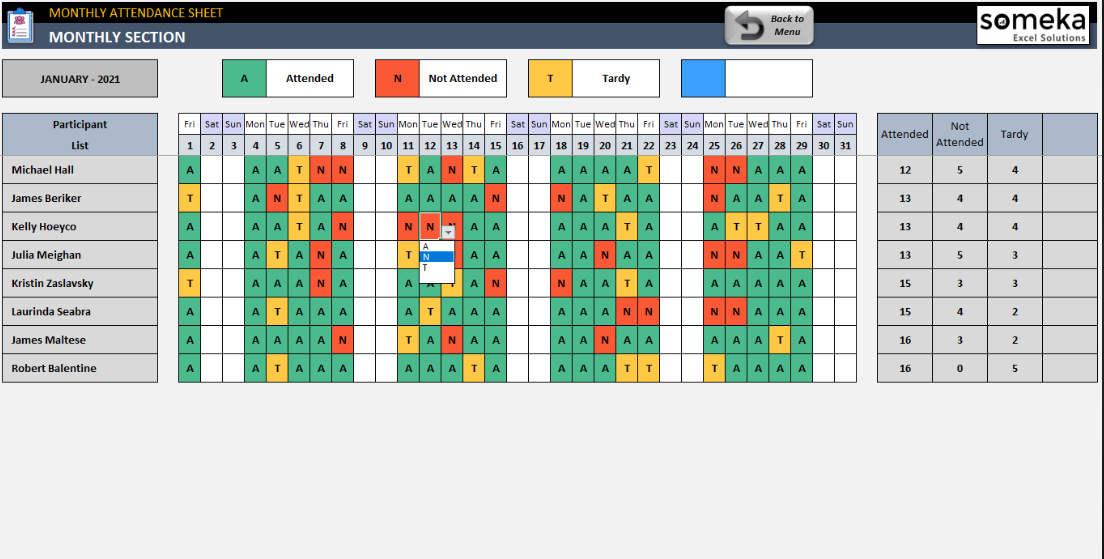 MONTHLY ATTENDANCE SHEET
MONTHLY SECTION
Back to
Menu
someka
Excel Solutions
JANUARY - 2021
A Attended N Not Attended T Tardy
Participant
List
Fri Sat Sun Mon Tue Wed Thu Fri Sat Sun Mon Tue Wed Thu Fri Sat Sun Mon Tue Wed Thu Fri Sat Sun Mon Tue Wed Thu Fri Sat Sun
1 2 3 4 5 6 7 8 9 10 11 12 13 14 15 16 17 18 19 20 21 22 23 24 25 26 27 28 29 30 31
Attended Not Attended Tardy
Michael Hall A A A T N N T A N T A A A A A T N N A A A 12 5 4
James Beriker T A N T A A A A A A N N A T A A N A A T A 13 4 4
Kelly Hoeyco A A A T A N N N N A A A A A T A A T T A A 13 4 4
Julia Meighan A A T A N A T A A A A N A A N N A A T 13 5 3
A
N
T
Kristin Zaslavsky T A A A N A A A T A N N A A T A A A A A A 15 3 3
Laurinda Seabra A A T A A A A T A A A A A A N N N N A A A 15 4 2
James Maltese A A A A A N T A N A A A A N A A A A A T A 16 3 2
Robert Balentine A A T A A A A A A T A A A A T T T A A A A 16 0 5